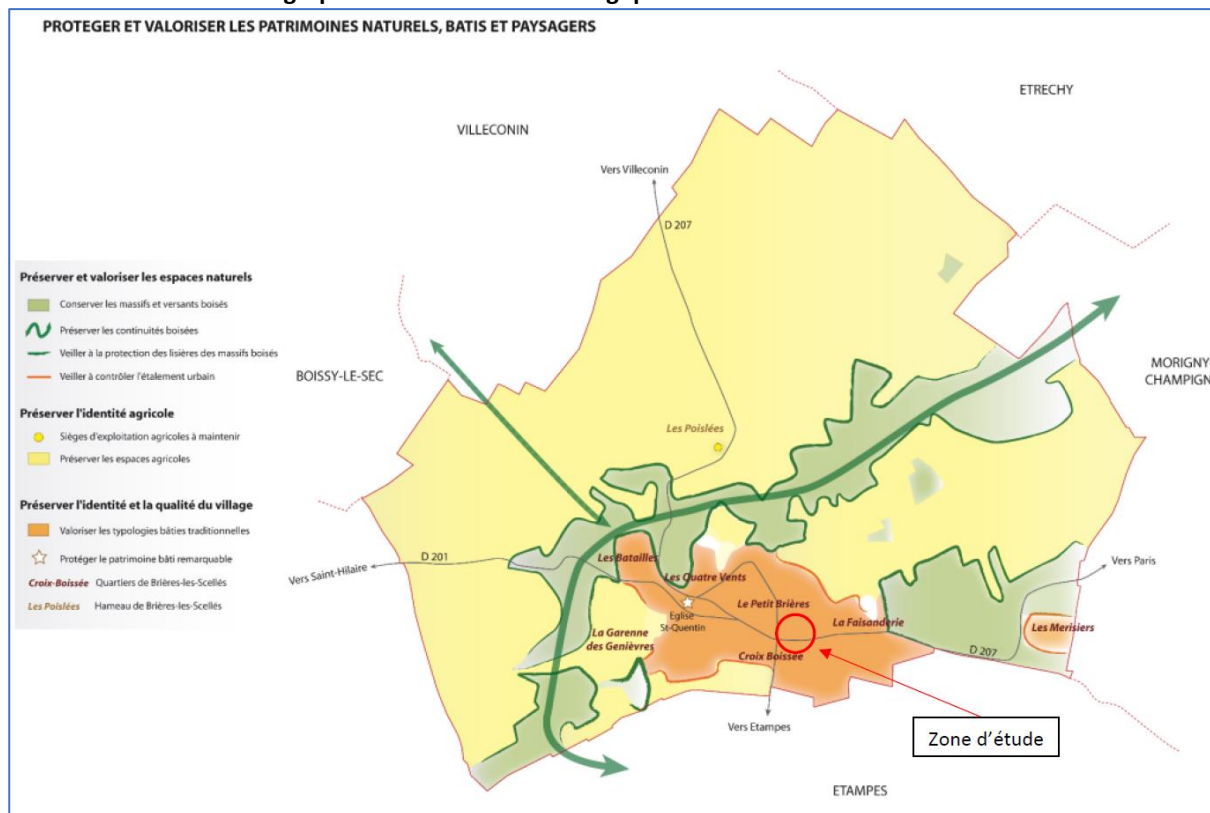 PROTEGER ET VALORISER LES PATRIMOINES NATURELS, BATIS ET PAYSAGERS
ETRECHY
VILLECONIN
Vers Villeconin
D 207
Préserver et valoriser les espaces naturels
Conserver les massifs et versants boisés
Préserver les continuités boisées
Veiller à la protection des lisières des massifs boisés
Veiller à contrôler l'étalement urbain
Préserver l'identité agricole
Sièges d'exploitation agricoles à maintenir
Préserver les espaces agricoles
Préserver l'identité et la qualité du village
Valoriser les typologies bâties traditionnelles
Protéger le patrimoine bâti remarquable
Croix-Boissée Quartiers de Brières-les-Scellés
Les Poislées Hameau de Brières-les-Scellés
BOISSY-LE-SEC
MORIGNY
CHAMPIGN
Les Poislées
D 201
Vers Saint-Hilaire
Les Batailles
Les Quatre Vents
Vers Paris
Le Petit Brières
Eglise
St-Quentin
La Faisanderie
Les Merisiers
La Garenne
des Genièvres
Croix Boissée
D 207
Vers Etampes
Zone d'étude
ETAMPES